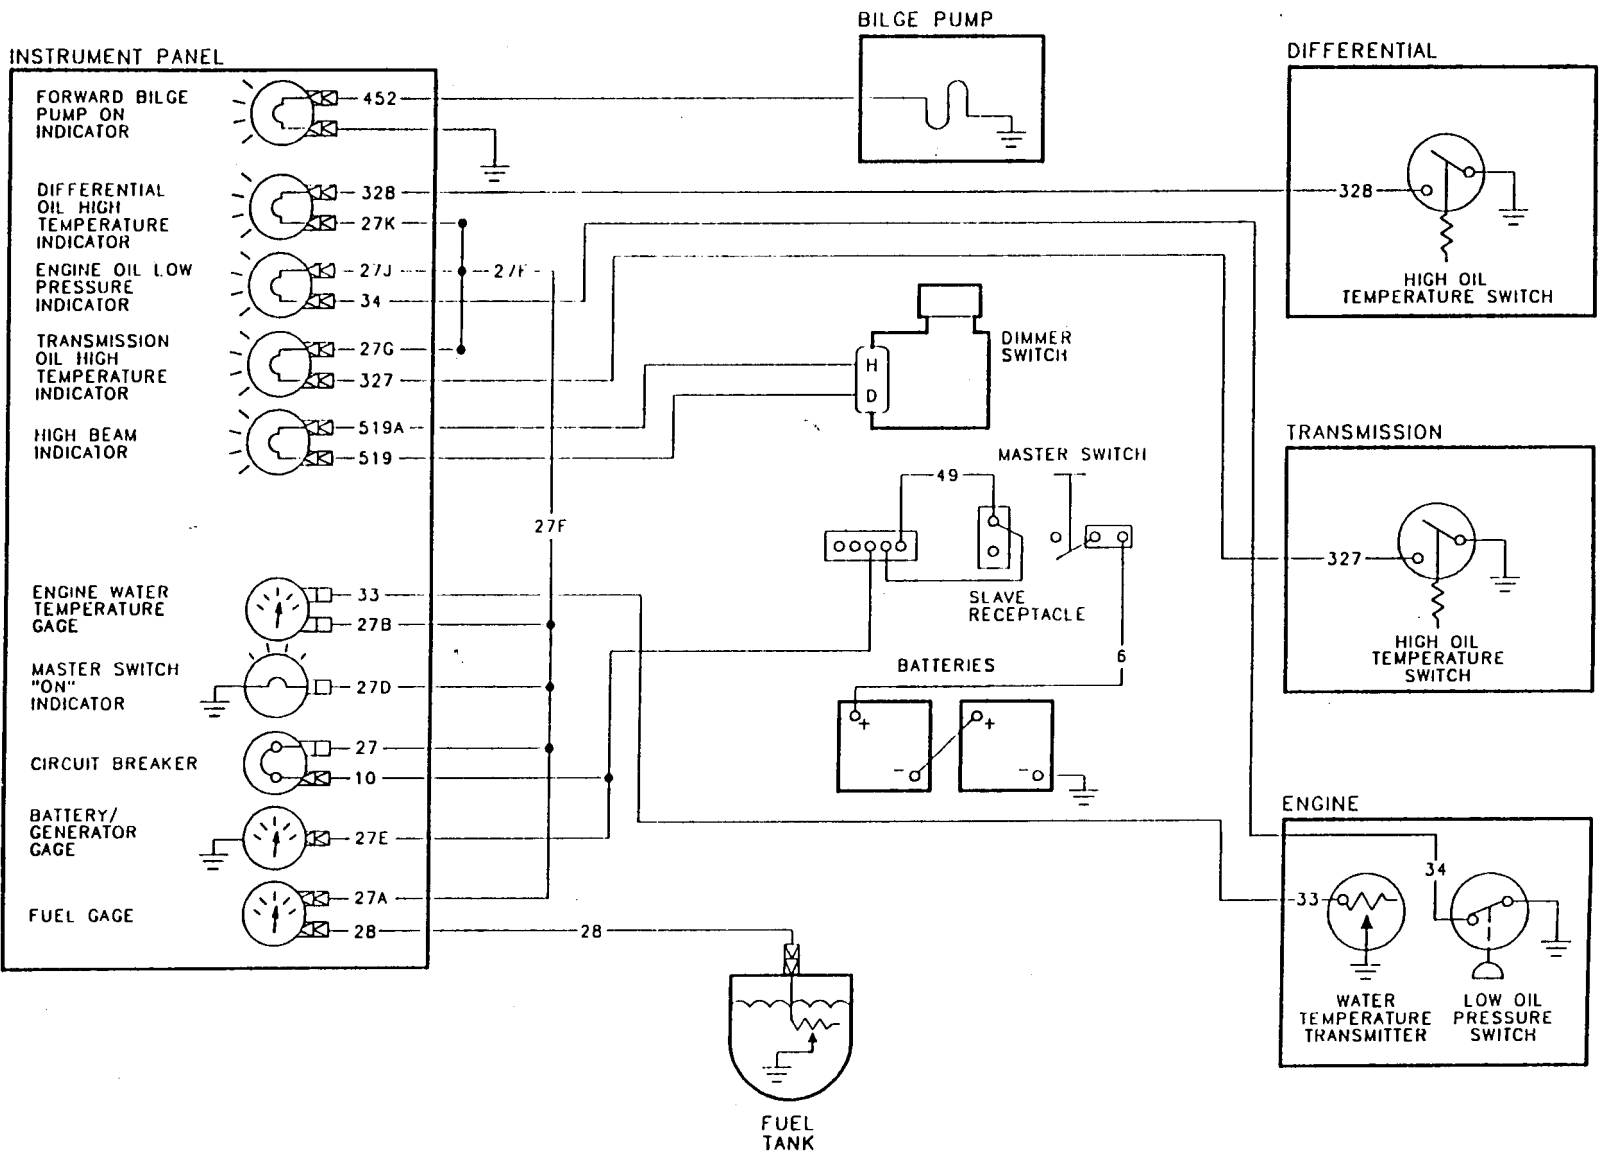 BILGE PUMP
INSTRUMENT PANEL
DIFFERENTIAL
FORWARD BILGE
PUMP ON
INDICATOR
452
DIFFERENTIAL
OIL HIGH
TEMPERATURE
INDICATOR
328
27K
328
ENGINE OIL LOW
PRESSURE
INDICATOR
27J
27F
34
HIGH OIL
TEMPERATURE SWITCH
TRANSMISSION
OIL HIGH
TEMPERATURE
INDICATOR
27G
327
DIMMER
SWITCH
H
D
HIGH BEAM
INDICATOR
519A
519
TRANSMISSION
MASTER SWITCH
49
27F
327
SLAVE
RECEPTACLE
ENGINE WATER
TEMPERATURE
GAGE
33
27B
HIGH OIL
TEMPERATURE
SWITCH
6
BATTERIES
MASTER SWITCH
"ON"
INDICATOR
27D
+
+
-
-
CIRCUIT BREAKER
27
10
BATTERY/
GENERATOR
GAGE
27E
ENGINE
34
33
FUEL GAGE
27A
28
28
WATER
TEMPERATURE
TRANSMITTER
LOW OIL
PRESSURE
SWITCH
FUEL
TANK